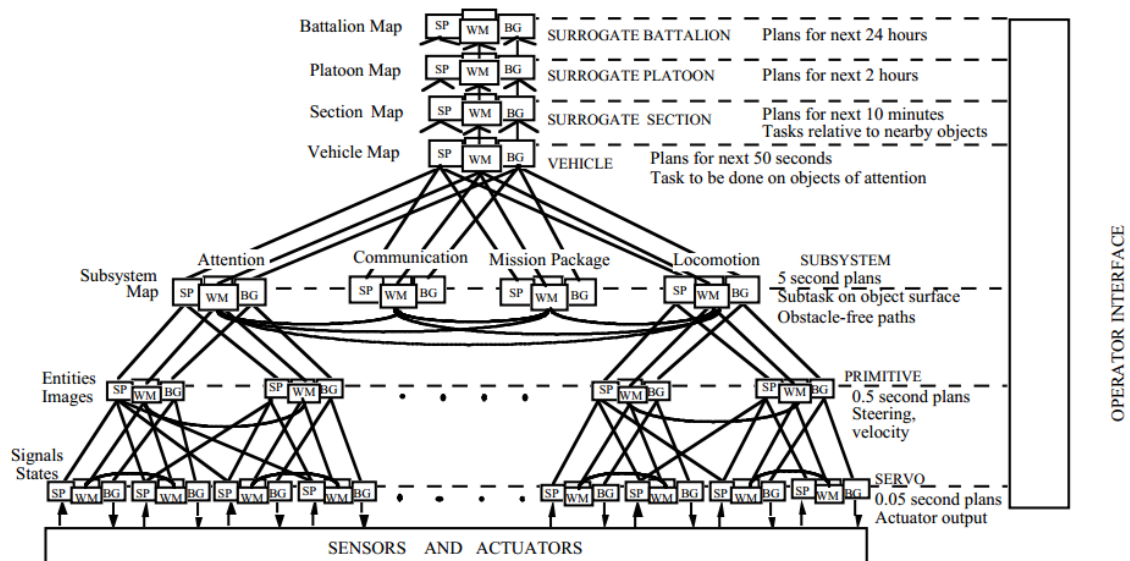 Battalion Map SP WM BG SURROGATE BATTALION Plans for next 24 hours
Platoon Map SP WM BG SURROGATE PLATOON Plans for next 2 hours
Section Map SP WM BG SURROGATE SECTION Plans for next 10 minutes
Tasks relative to nearby objects
Vehicle Map SP WM BG VEHICLE Plans for next 50 seconds
Task to be done on objects of attention
Attention Communication Mission Package Locomotion SUBSYSTEM
Subsystem
Map
SP WM BG SP WM BG SP WM BG SP WM BG
5 second plans
Subtask on object surface
Obstacle-free paths
Entities
Images
SP WM BG SP WM BG SP WM BG SP WM BG
PRIMITIVE
0.5 second plans
Steering,
velocity
Signals
States
SP WM BG SP WM BG SP WM BG SP WM BG SP WM BG SP WM BG SP WM BG SP WM BG
SERVO
0.05 second plans
Actuator output
SENSORS AND ACTUATORS
OPERATOR INTERFACE